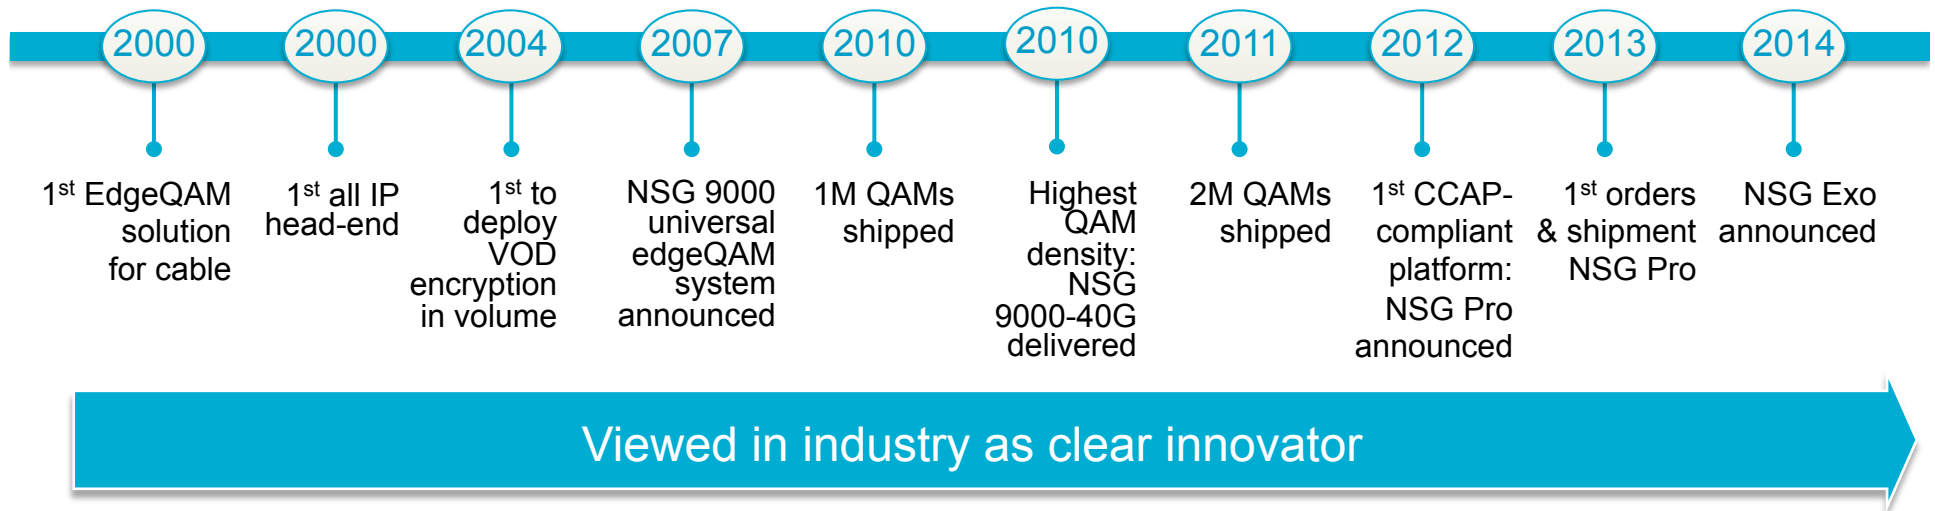 2000
2000
2004
2007
2010
2010
2011
2012
2013
2014
1st EdgeQAM
solution
for cable
1st all IP
head-end
1st to
deploy
VOD
encryption
in volume
NSG 9000
universal
edgeQAM
system
announced
1M QAMs
shipped
Highest
QAM
density:
NSG
9000-40G
delivered
2M QAMs
shipped
1st CCAP-
compliant
platform:
NSG Pro
announced
1st orders
& shipment
NSG Pro
NSG Exo
announced
Viewed in industry as clear innovator